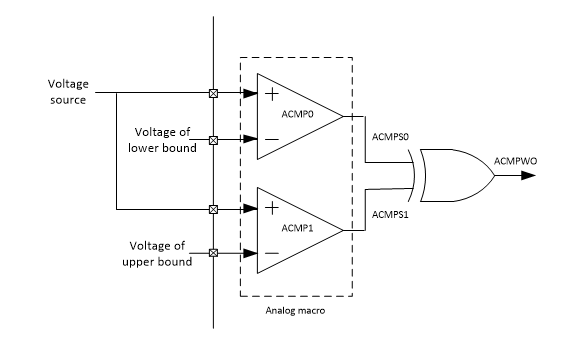 Voltage
source
+
ACMP0
−
Voltage of
lower bound
ACMPS0
ACMPWO
+
ACMP1
−
ACMPS1
Voltage of
upper bound
Analog macro